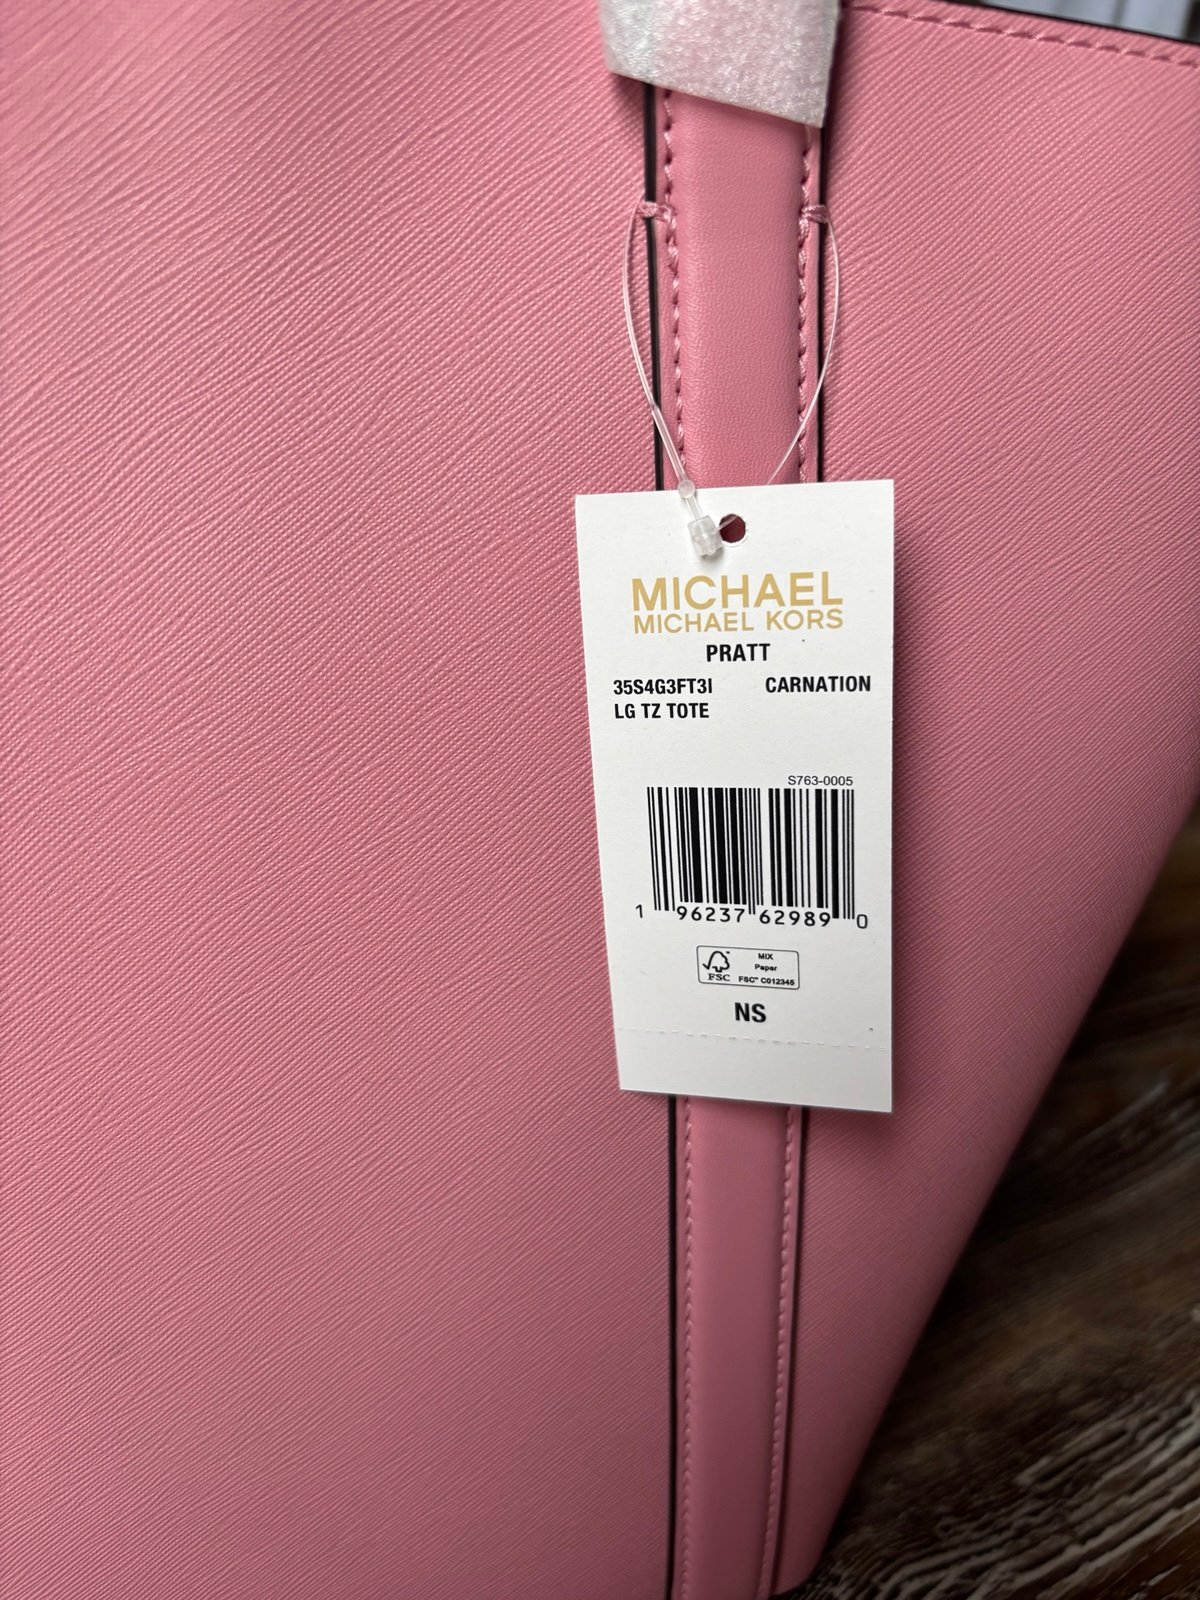 MICHAEL
MICHAEL KORS
PRATT
35S4G3FT3I CARNATION
LG TZ TOTE
S763-0005
1 96237 62989 0
FSC
MIX
Paper
FSC™ C012345
NS